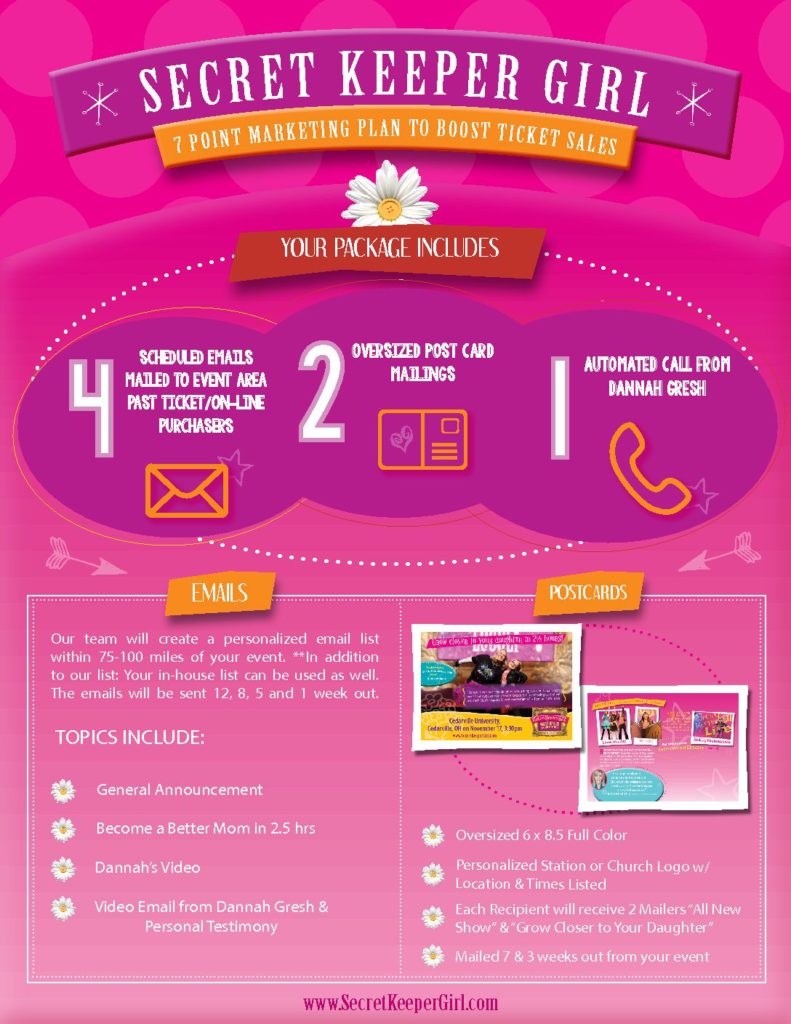 SECRET KEEPER GIRL
7 POINT MARKETING PLAN TO BOOST TICKET SALES
YOUR PACKAGE INCLUDES
4
SCHEDULED EMAILS
MAILED TO EVENT AREA
PAST TICKET/ON-LINE
PURCHASERS
2
OVERSIZED POST CARD
MAILINGS
1
AUTOMATED CALL FROM
DANNAH GRESH
EMAILS
Our team will create a personalized email list
within 75-100 miles of your event. **In addition
to our list: Your in-house list can be used as well.
The emails will be sent 12, 8, 5 and 1 week out.
TOPICS INCLUDE:
General Announcement
Become a Better Mom in 2.5 hrs
Dannah's Video
Video Email from Dannah Gresh &
Personal Testimony
POSTCARDS
Grow closer to your daughter in 2½ hours!
Cedarville University,
Cedarville, OH on November 17, 3:30pm
www.SecretKeeperGirl.com
Oversized 6 x 8.5 Full Color
Personalized Station or Church Logo w/
Location & Times Listed
Each Recipient will receive 2 Mailers “All New
Show” & “Grow Closer to Your Daughter”
Mailed 7 & 3 weeks out from your event
www.SecretKeeperGirl.com